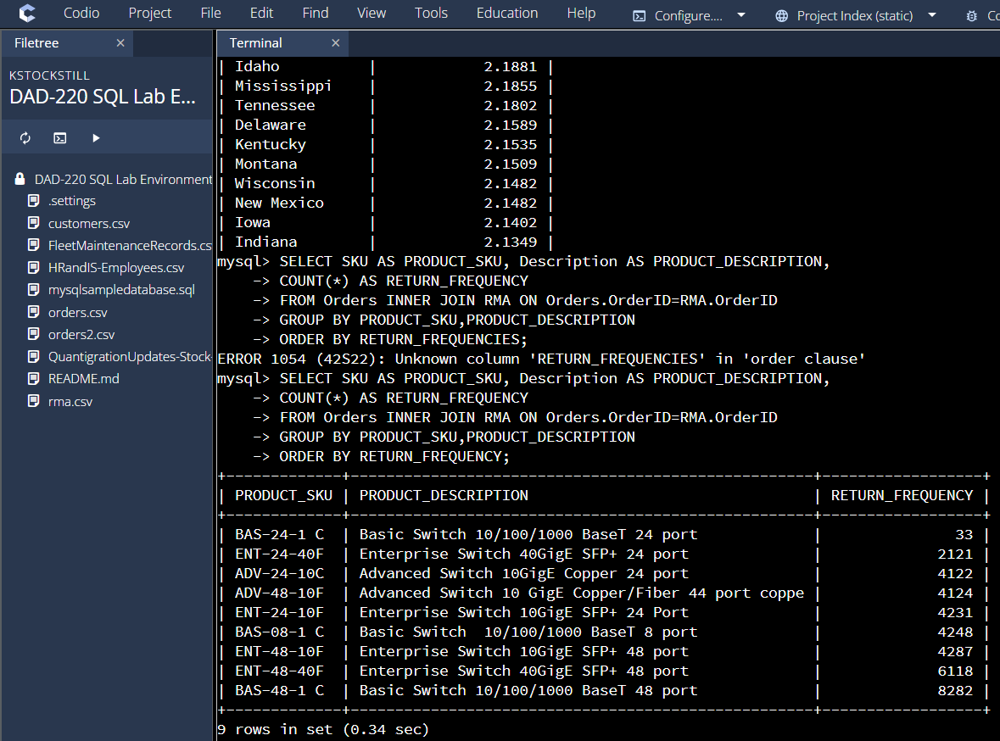 Codio Project File Edit Find View Tools Education Help Configure.... Project Index (static) Co
Filetree ×
KSTOCKSTILL
DAD-220 SQL Lab E...
DAD-220 SQL Lab Environment
.settings
customers.csv
FleetMaintenanceRecords.cs
HRandIS-Employees.csv
mysqlsampledatabase.sql
orders.csv
orders2.csv
QuantigrationUpdates-Stock
README.md
rma.csv
Terminal ×
| Idaho | 2.1881 |
| Mississippi | 2.1855 |
| Tennessee | 2.1802 |
| Delaware | 2.1589 |
| Kentucky | 2.1535 |
| Montana | 2.1509 |
| Wisconsin | 2.1482 |
| New Mexico | 2.1482 |
| Iowa | 2.1402 |
| Indiana | 2.1349 |
mysql> SELECT SKU AS PRODUCT_SKU, Description AS PRODUCT_DESCRIPTION,
-> COUNT(*) AS RETURN_FREQUENCY
-> FROM Orders INNER JOIN RMA ON Orders.OrderID=RMA.OrderID
-> GROUP BY PRODUCT_SKU,PRODUCT_DESCRIPTION
-> ORDER BY RETURN_FREQUENCIES;
ERROR 1054 (42S22): Unknown column 'RETURN_FREQUENCIES' in 'order clause'
mysql> SELECT SKU AS PRODUCT_SKU, Description AS PRODUCT_DESCRIPTION,
-> COUNT(*) AS RETURN_FREQUENCY
-> FROM Orders INNER JOIN RMA ON Orders.OrderID=RMA.OrderID
-> GROUP BY PRODUCT_SKU,PRODUCT_DESCRIPTION
-> ORDER BY RETURN_FREQUENCY;
+-------------+----------------------------------------------------+------------------+
| PRODUCT_SKU | PRODUCT_DESCRIPTION | RETURN_FREQUENCY |
+-------------+----------------------------------------------------+------------------+
| BAS-24-1 C | Basic Switch 10/100/1000 BaseT 24 port | 33 |
| ENT-24-40F | Enterprise Switch 40GigE SFP+ 24 port | 2121 |
| ADV-24-10C | Advanced Switch 10GigE Copper 24 port | 4122 |
| ADV-48-10F | Advanced Switch 10 GigE Copper/Fiber 44 port coppe | 4124 |
| ENT-24-10F | Enterprise Switch 10GigE SFP+ 24 Port | 4231 |
| BAS-08-1 C | Basic Switch  10/100/1000 BaseT 8 port | 4248 |
| ENT-48-10F | Enterprise Switch 10GigE SFP+ 48 port | 4287 |
| ENT-48-40F | Enterprise Switch 40GigE SFP+ 48 port | 6118 |
| BAS-48-1 C | Basic Switch 10/100/1000 BaseT 48 port | 8282 |
+-------------+----------------------------------------------------+------------------+
9 rows in set (0.34 sec)